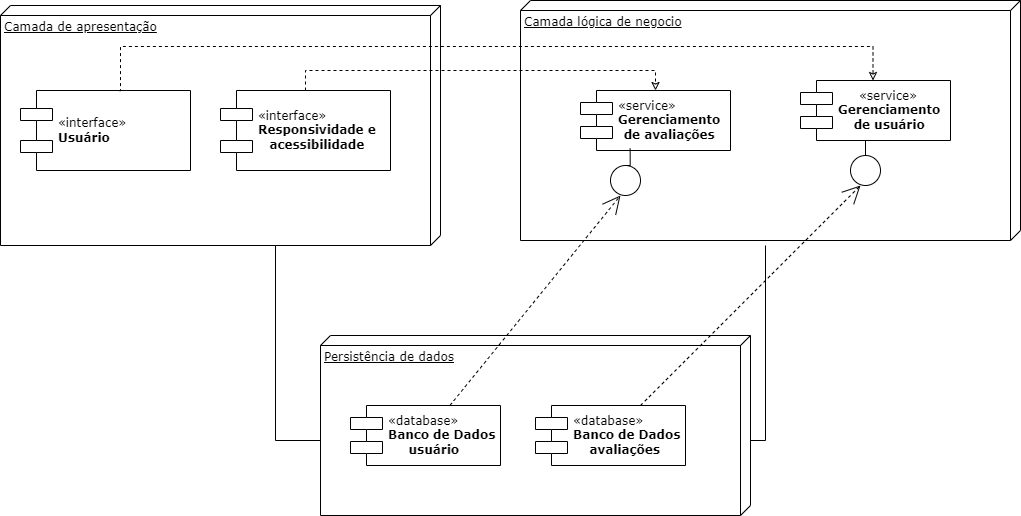 Camada de apresentação
«interface»
Usuário
«interface»
Responsividade e
acessibilidade
Camada lógica de negocio
«service»
Gerenciamento
de avaliações
«service»
Gerenciamento
de usuário
Persistência de dados
«database»
Banco de Dados
usuário
«database»
Banco de Dados
avaliações